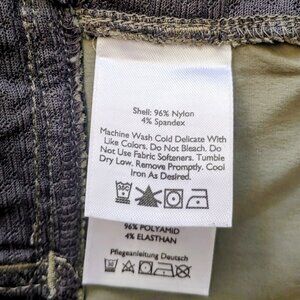 Shell: 96% Nylon
4% Spandex
Machine Wash Cold Delicate With
Like Colors. Do Not Bleach. Do
Not Use Fabric Softeners. Tumble
Dry Low. Remove Promptly. Cool
Iron As Desired.
96% POLYAMID
4% ELASTHAN
Pflegeanleitung Deutsch